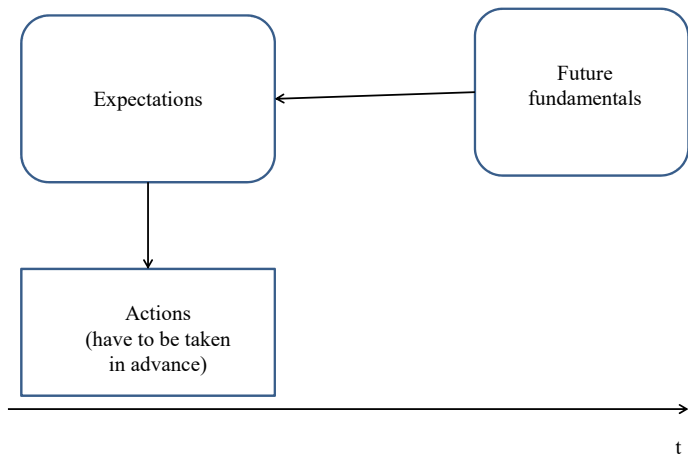 Expectations
Future
fundamentals
Actions
(have to be taken
in advance)
t